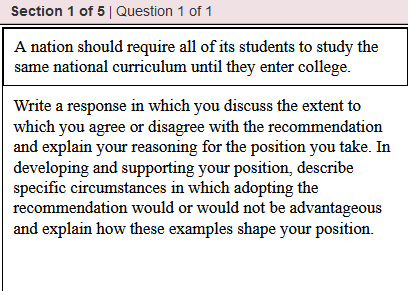 Section 1 of 5 | Question 1 of 1
A nation should require all of its students to study the
same national curriculum until they enter college.
Write a response in which you discuss the extent to
which you agree or disagree with the recommendation
and explain your reasoning for the position you take. In
developing and supporting your position, describe
specific circumstances in which adopting the
recommendation would or would not be advantageous
and explain how these examples shape your position.